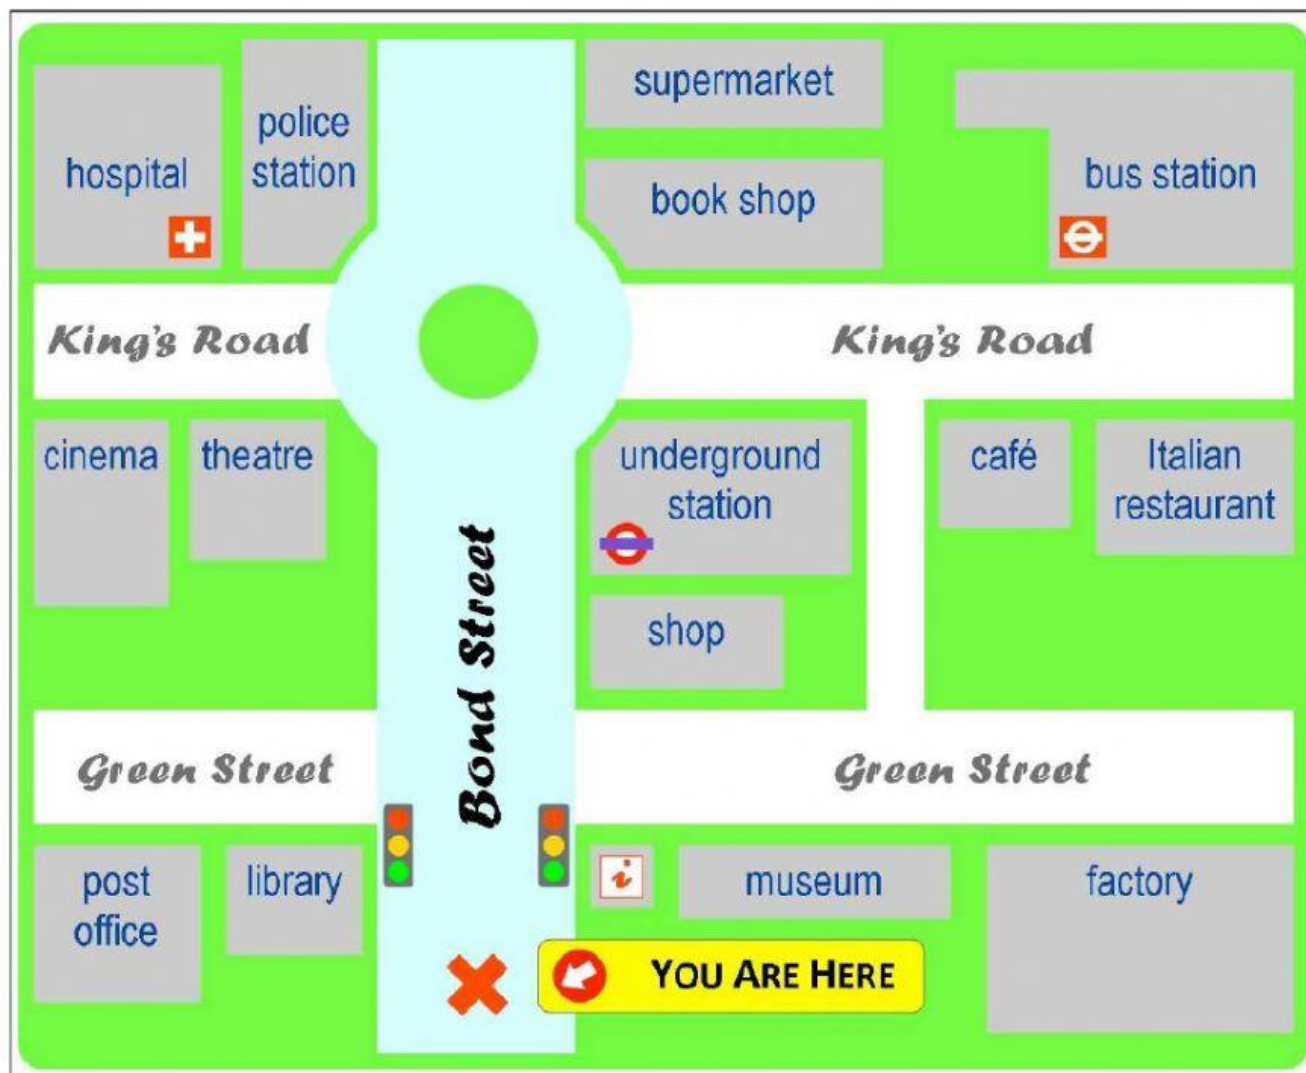 supermarket
police
station
hospital
book shop
bus station
King's Road
King's Road
cinema
theatre
underground
station
café
Italian
restaurant
shop
Bond Street
Green Street
Green Street
post
office
library
i
museum
factory
YOU ARE HERE